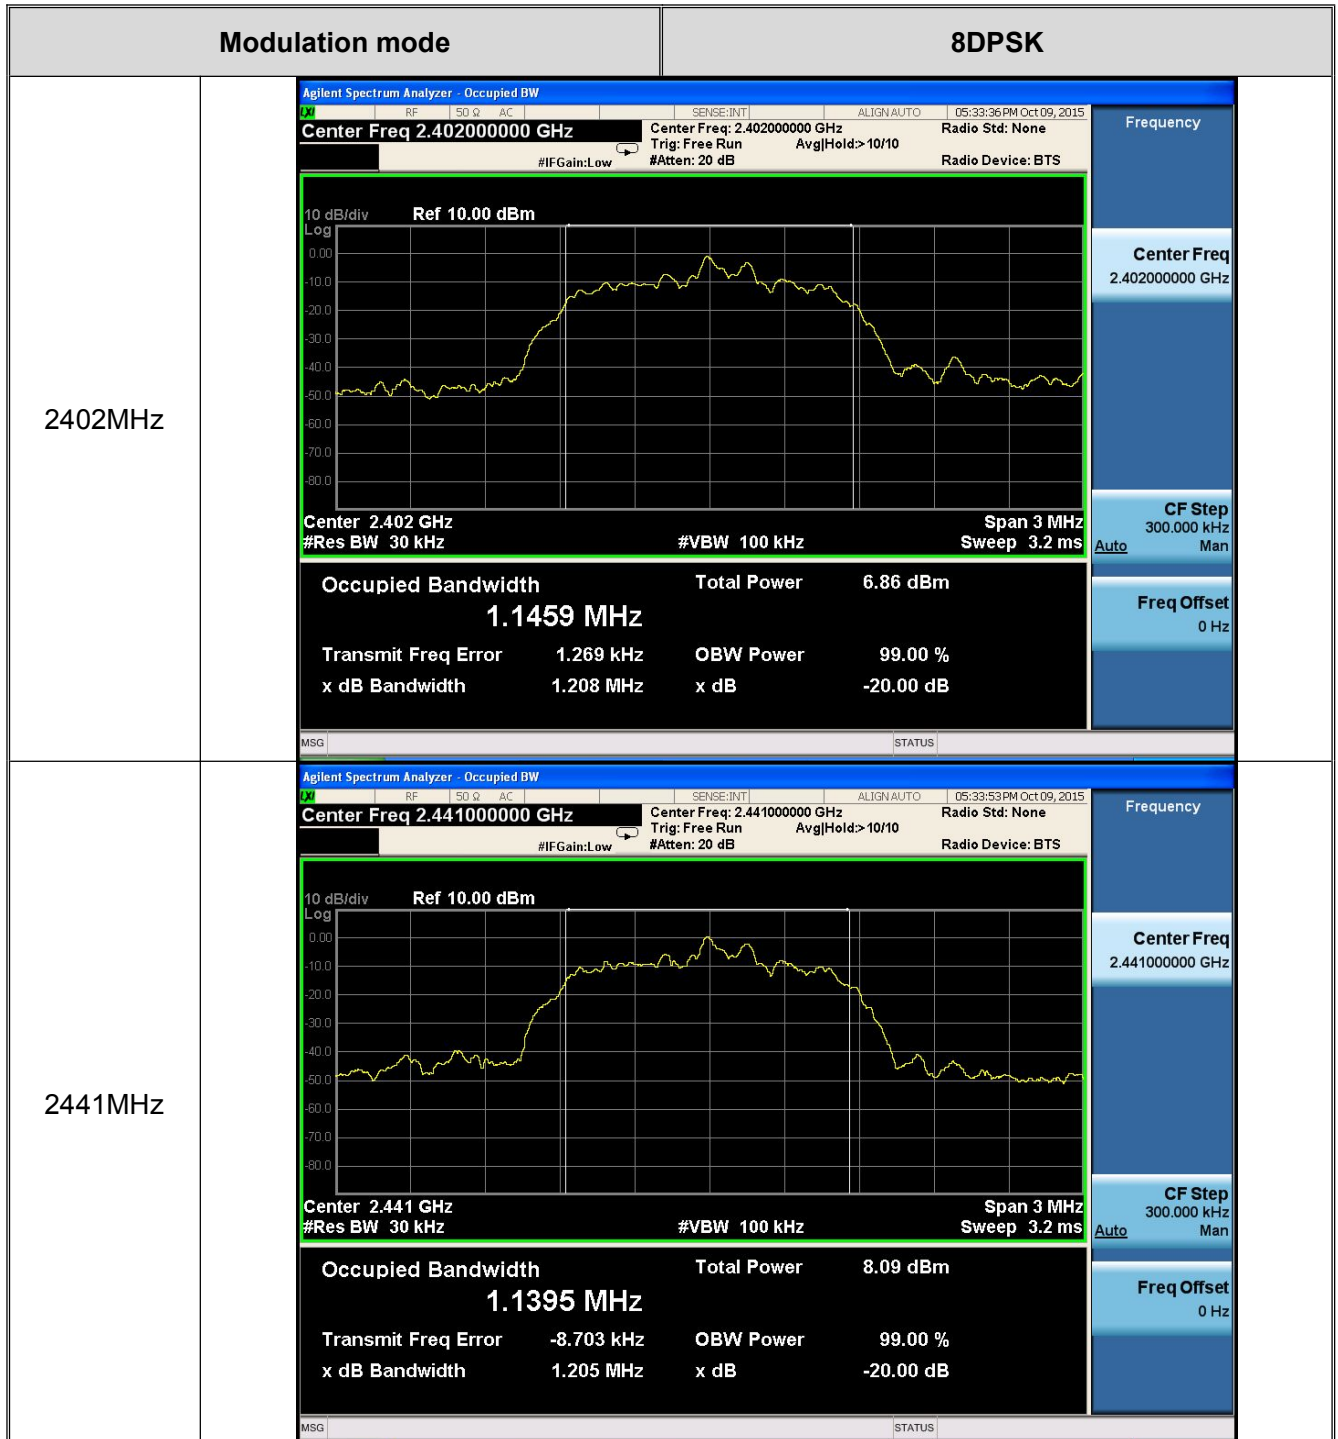 Modulation mode 8DPSK
2402MHz
Agilent Spectrum Analyzer - Occupied BW
LXI RF 50 Ω AC SENSE:INT ALIGN AUTO 05:33:36 PM Oct 09, 2015
Center Freq 2.402000000 GHz Center Freq: 2.402000000 GHz Radio Std: None
Trig: Free Run Avg|Hold:>10/10
#IFGain:Low #Atten: 20 dB Radio Device: BTS
10 dB/div Ref 10.00 dBm
Log
0.00
-10.0
-20.0
-30.0
-40.0
-50.0
-60.0
-70.0
-80.0
Center 2.402 GHz Span 3 MHz
#Res BW 30 kHz #VBW 100 kHz Sweep 3.2 ms
Occupied Bandwidth Total Power 6.86 dBm
1.1459 MHz
Transmit Freq Error 1.269 kHz OBW Power 99.00 %
x dB Bandwidth 1.208 MHz x dB -20.00 dB
MSG STATUS
Frequency
Center Freq
2.402000000 GHz
CF Step
300.000 kHz
Auto Man
Freq Offset
0 Hz
2441MHz
Agilent Spectrum Analyzer - Occupied BW
LXI RF 50 Ω AC SENSE:INT ALIGN AUTO 05:33:53 PM Oct 09, 2015
Center Freq 2.441000000 GHz Center Freq: 2.441000000 GHz Radio Std: None
Trig: Free Run Avg|Hold:>10/10
#IFGain:Low #Atten: 20 dB Radio Device: BTS
10 dB/div Ref 10.00 dBm
Log
0.00
-10.0
-20.0
-30.0
-40.0
-50.0
-60.0
-70.0
-80.0
Center 2.441 GHz Span 3 MHz
#Res BW 30 kHz #VBW 100 kHz Sweep 3.2 ms
Occupied Bandwidth Total Power 8.09 dBm
1.1395 MHz
Transmit Freq Error -8.703 kHz OBW Power 99.00 %
x dB Bandwidth 1.205 MHz x dB -20.00 dB
MSG STATUS
Frequency
Center Freq
2.441000000 GHz
CF Step
300.000 kHz
Auto Man
Freq Offset
0 Hz